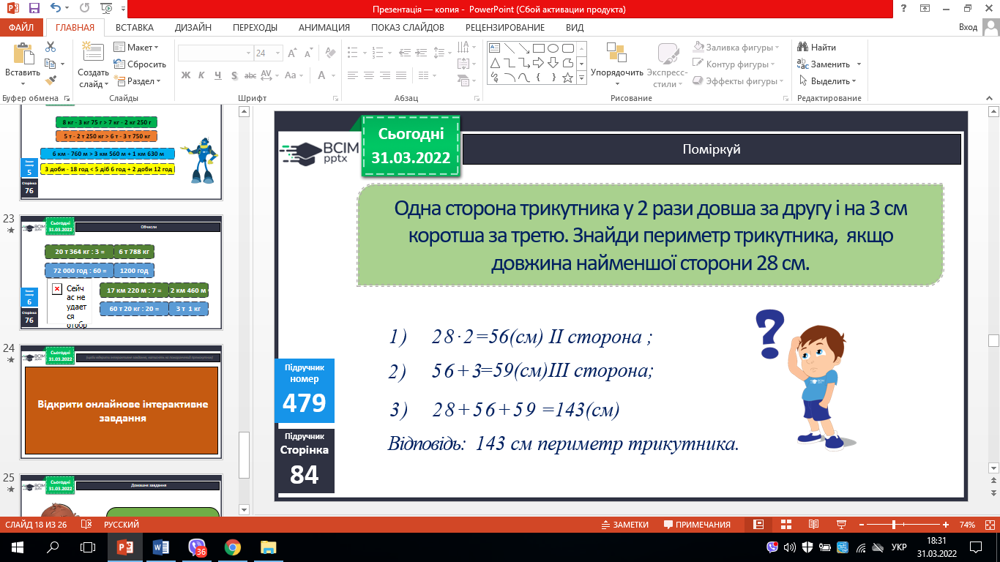 Презентація — копия - PowerPoint (Сбой активации продукта)
ФАЙЛ ГЛАВНАЯ ВСТАВКА ДИЗАЙН ПЕРЕХОДЫ АНИМАЦИЯ ПОКАЗ СЛАЙДОВ РЕЦЕНЗИРОВАНИЕ ВИД Вход
Вставить
Буфер обмена
Создать слайд
Макет
Сбросить
Раздел
Слайды
24
Ж К Ч S abc AV Aa A
Шрифт
Абзац
Упорядочить
Экспресс-стили
Заливка фигуры
Контур фигуры
Эффекты фигуры
Рисование
Найти
Заменить
Выделить
Редактирование
8 кг - 3 кг 75 г > 7 кг - 2 кг 250 г
5 т - 2 т 250 кг > 6 т - 3 т 750 кг
6 км - 760 м > 3 км 560 м + 1 км 630 м
3 доби - 18 год < 5 діб 6 год + 2 доби 12 год
5
Сторінка
76
23
Сьогодні
31.03.2022
Обчисли
20 т 364 кг : 3 = 6 т 788 кг
72 000 год : 60 = 1200 год
17 км 220 м : 7 = 2 км 460 м
60 т 20 кг : 20 = 3 т 1 кг
Сейч
ас не
удает
ся
отобр
6
Сторінка
76
24
Сьогодні
31.03.2022
Відкрити онлайнове інтерактивне
завдання
25
Сьогодні
31.03.2022
Домашнє завдання
ВСІМ
pptx
Сьогодні
31.03.2022
Поміркуй
Одна сторона трикутника у 2 рази довша за другу і на 3 см
коротша за третю. Знайди периметр трикутника, якщо
довжина найменшої сторони 28 см.
1) 28·2=56(см) ІІ сторона ;
2) 56+3=59(см)ІІІ сторона;
3) 28+56+59 =143(см)
Відповідь: 143 см периметр трикутника.
Підручник
номер
479
Підручник
Сторінка
84
СЛАЙД 18 ИЗ 26 РУССКИЙ ЗАМЕТКИ ПРИМЕЧАНИЯ 74%
36
УКР
18:31
31.03.2022